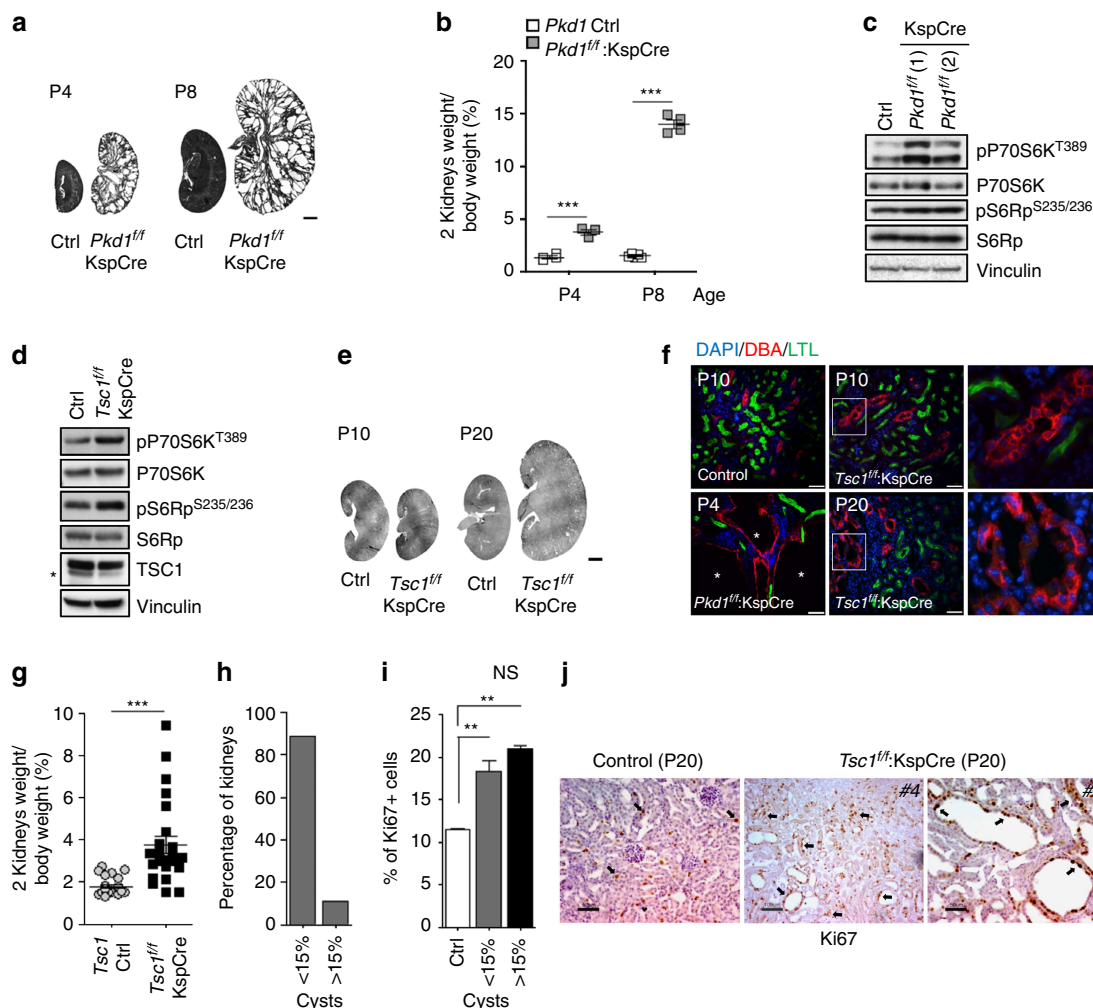 a
P4
P8
Ctrl
Pkd1f/f
KspCre
Ctrl
Pkd1f/f
KspCre
b
Pkd1 Ctrl
Pkd1f/f:KspCre
2 Kidneys weight/
body weight (%)
20
15
10
5
0
***
***
P4
P8
Age
c
KspCre
Ctrl
Pkd1f/f (1)
Pkd1f/f (2)
pP70S6KT389
P70S6K
pS6RpS235/236
S6Rp
Vinculin
d
Ctrl
Tsc1f/f
KspCre
pP70S6KT389
P70S6K
pS6RpS235/236
S6Rp
* TSC1
Vinculin
e
P10
P20
Ctrl
Tsc1f/f
KspCre
Ctrl
Tsc1f/f
KspCre
f
DAPI/DBA/LTL
P10
Control
P10
Tsc1f/f:KspCre
P4
* * *
Pkd1f/f:KspCre
P20
Tsc1f/f:KspCre
g
2 Kidneys weight/
body weight (%)
10
8
6
4
2
0
***
Tsc1
Ctrl
Tsc1f/f
KspCre
h
Percentage of kidneys
100
80
60
40
20
0
<15%
>15%
Cysts
i
NS
**
**
% of Ki67+ cells
25
20
15
10
5
0
Ctrl
<15%
>15%
Cysts
j
Control (P20)
Tsc1f/f:KspCre (P20)
#4
#
Ki67